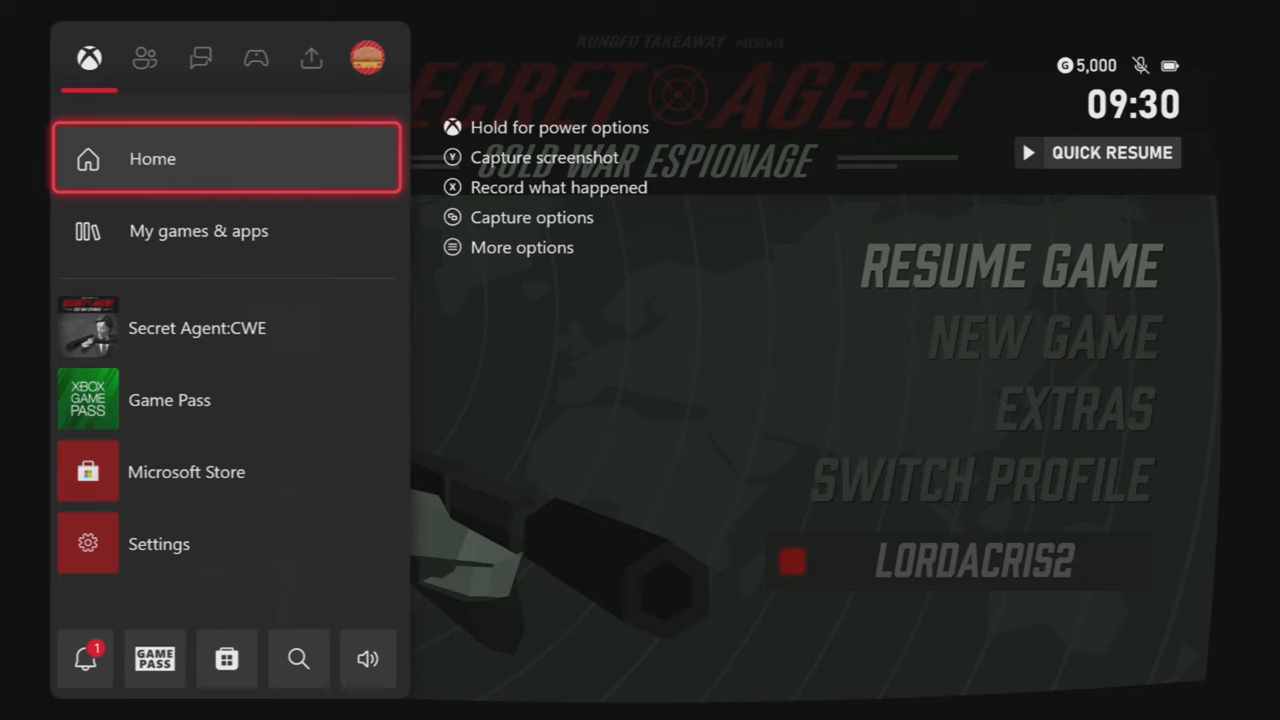 KUNGFU TAKEAWAY PRESENTS
ECRET AGENT
COLD WAR ESPIONAGE
5,000
09:30
QUICK RESUME
Home
My games & apps
Secret Agent:CWE
XBOX
GAME
PASS
Game Pass
Microsoft Store
Settings
1
GAME
PASS
Hold for power options
Capture screenshot
Record what happened
Capture options
More options
RESUME GAME
NEW GAME
EXTRAS
SWITCH PROFILE
LORDACRIS2